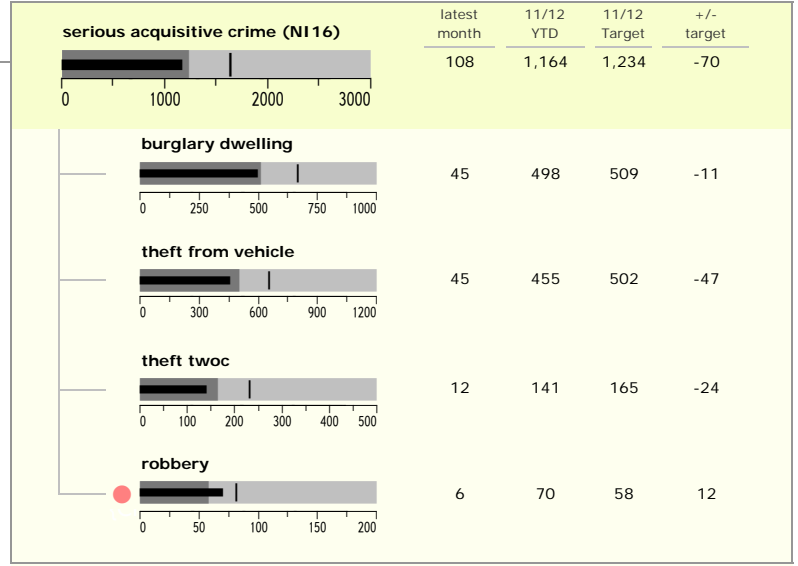 latest 11/12 11/12 +/-
month YTD Target target
serious acquisitive crime (NI16)
108 1,164 1,234 -70
0 1000 2000 3000
burglary dwelling
45 498 509 -11
0 250 500 750 1000
theft from vehicle
45 455 502 -47
0 300 600 900 1200
theft twoc
12 141 165 -24
0 100 200 300 400 500
robbery
6 70 58 12
0 50 100 150 200